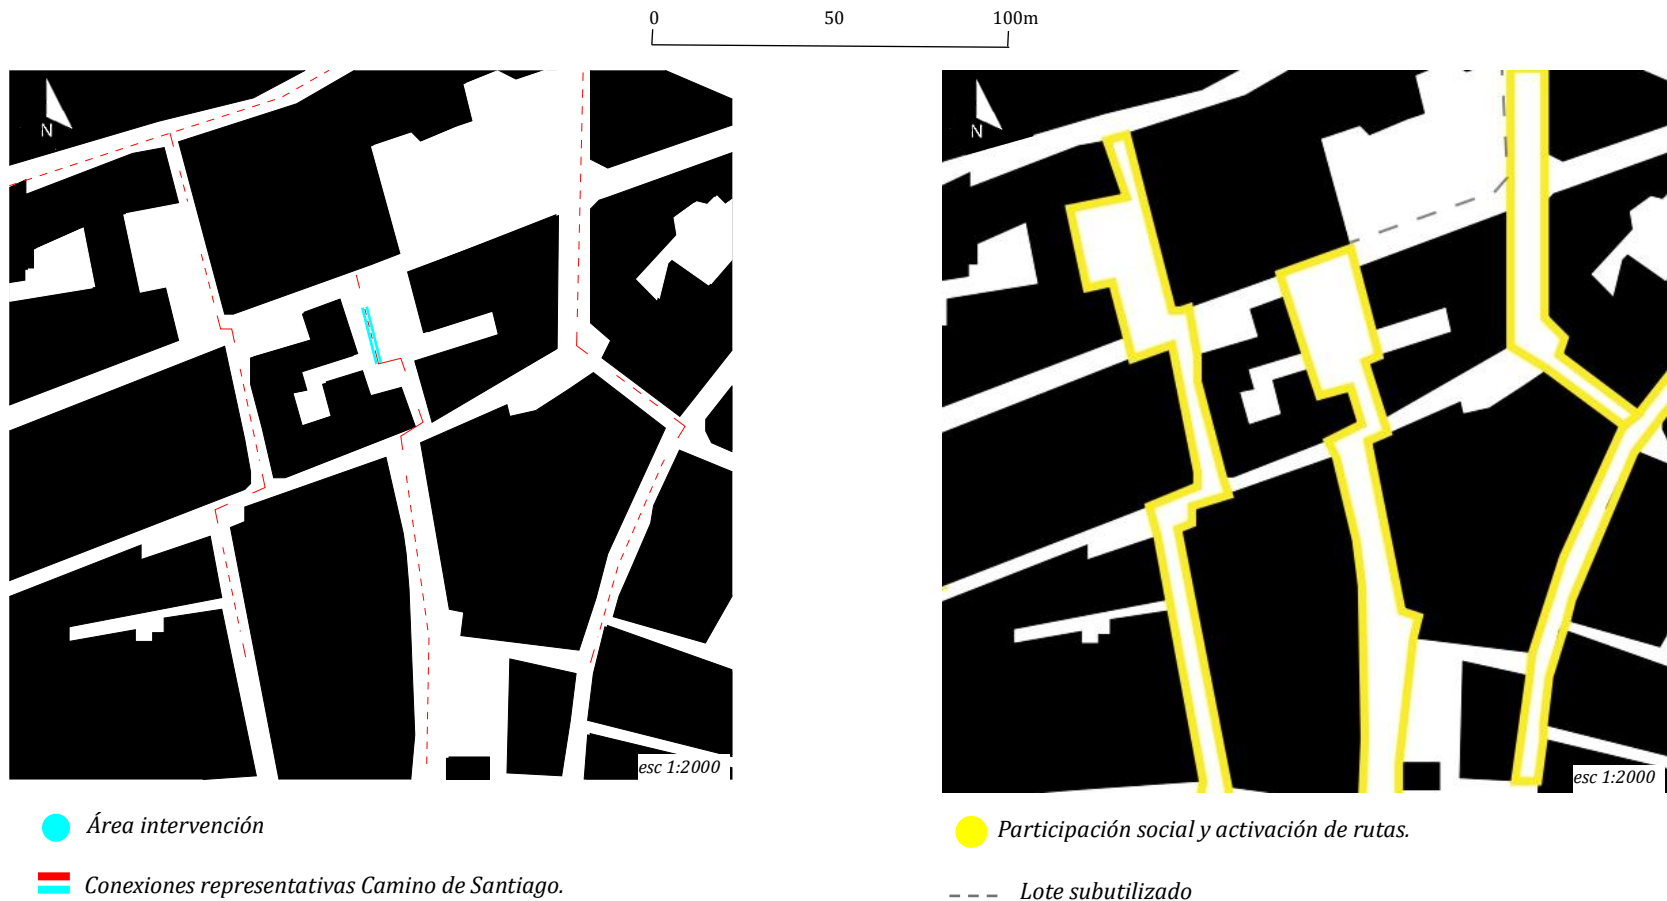 0 50 100m
N
N
esc 1:2000
esc 1:2000
Área intervención
Conexiones representativas Camino de Santiago.
Participación social y activación de rutas.
Lote subutilizado